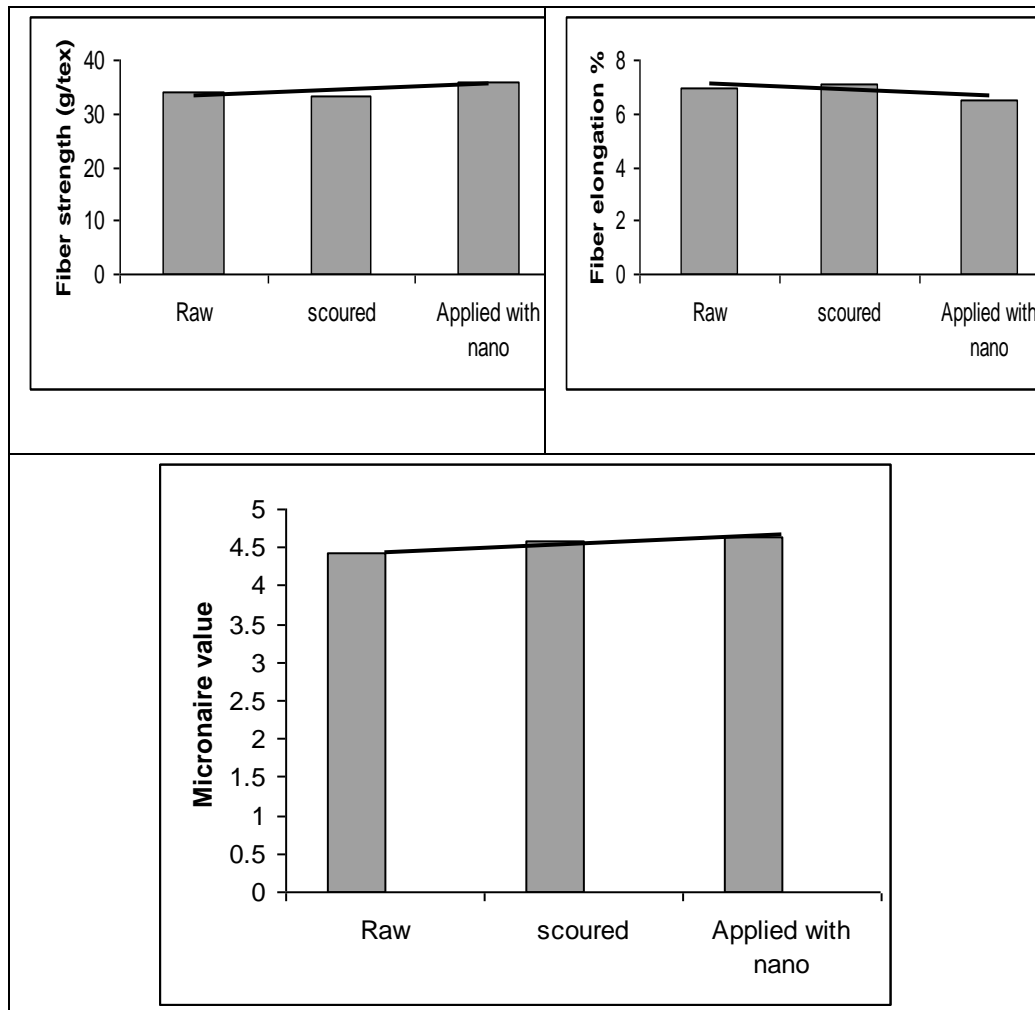 Fiber strength (g/tex)
40
30
20
10
0
Raw
scoured
Applied with
nano
Fiber elongation %
8
6
4
2
0
Raw
scoured
Applied with
nano
Micronaire value
5
4.5
4
3.5
3
2.5
2
1.5
1
0.5
0
Raw
scoured
Applied with
nano